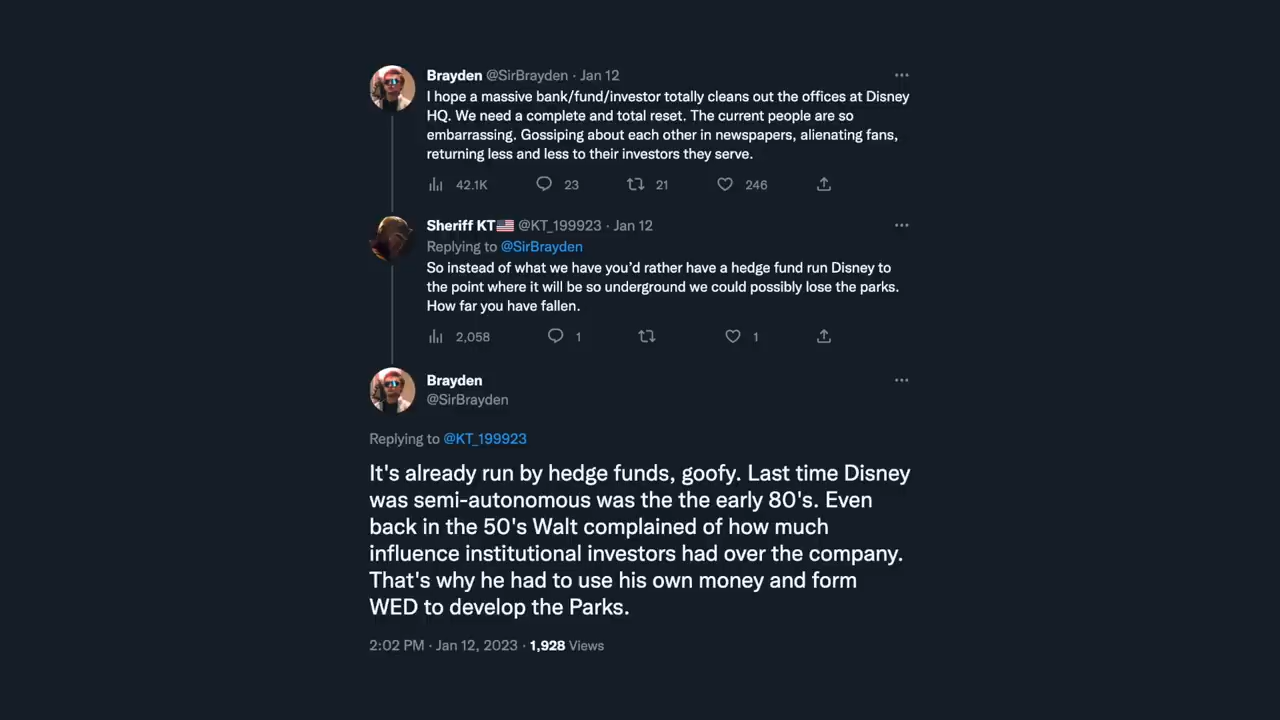 Brayden @SirBrayden · Jan 12
I hope a massive bank/fund/investor totally cleans out the offices at Disney
HQ. We need a complete and total reset. The current people are so
embarrassing. Gossiping about each other in newspapers, alienating fans,
returning less and less to their investors they serve.
42.1K 23 21 246
Sheriff KT🇺🇸 @KT_199923 · Jan 12
Replying to @SirBrayden
So instead of what we have you’d rather have a hedge fund run Disney to
the point where it will be so underground we could possibly lose the parks.
How far you have fallen.
2,058 1 1
Brayden
@SirBrayden
Replying to @KT_199923
It's already run by hedge funds, goofy. Last time Disney
was semi-autonomous was the the early 80's. Even
back in the 50's Walt complained of how much
influence institutional investors had over the company.
That's why he had to use his own money and form
WED to develop the Parks.
2:02 PM · Jan 12, 2023 · 1,928 Views